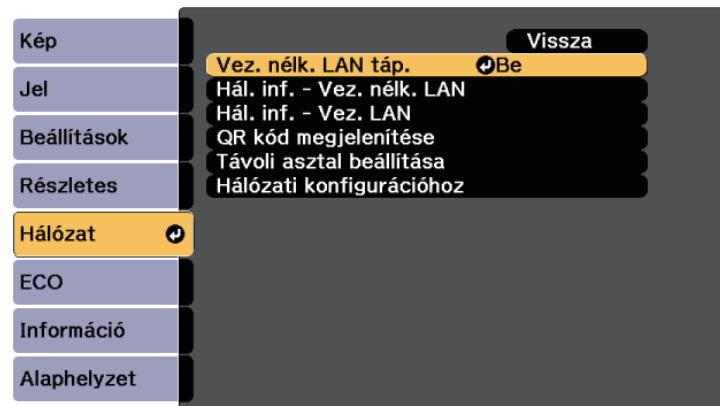 Kép
Jel
Beállítások
Részletes
Hálózat
ECO
Információ
Alaphelyzet
Vissza
Vez. nélk. LAN táp. Be
Hál. inf. - Vez. nélk. LAN
Hál. inf. - Vez. LAN
QR kód megjelenítése
Távoli asztal beállítása
Hálózati konfigurációhoz